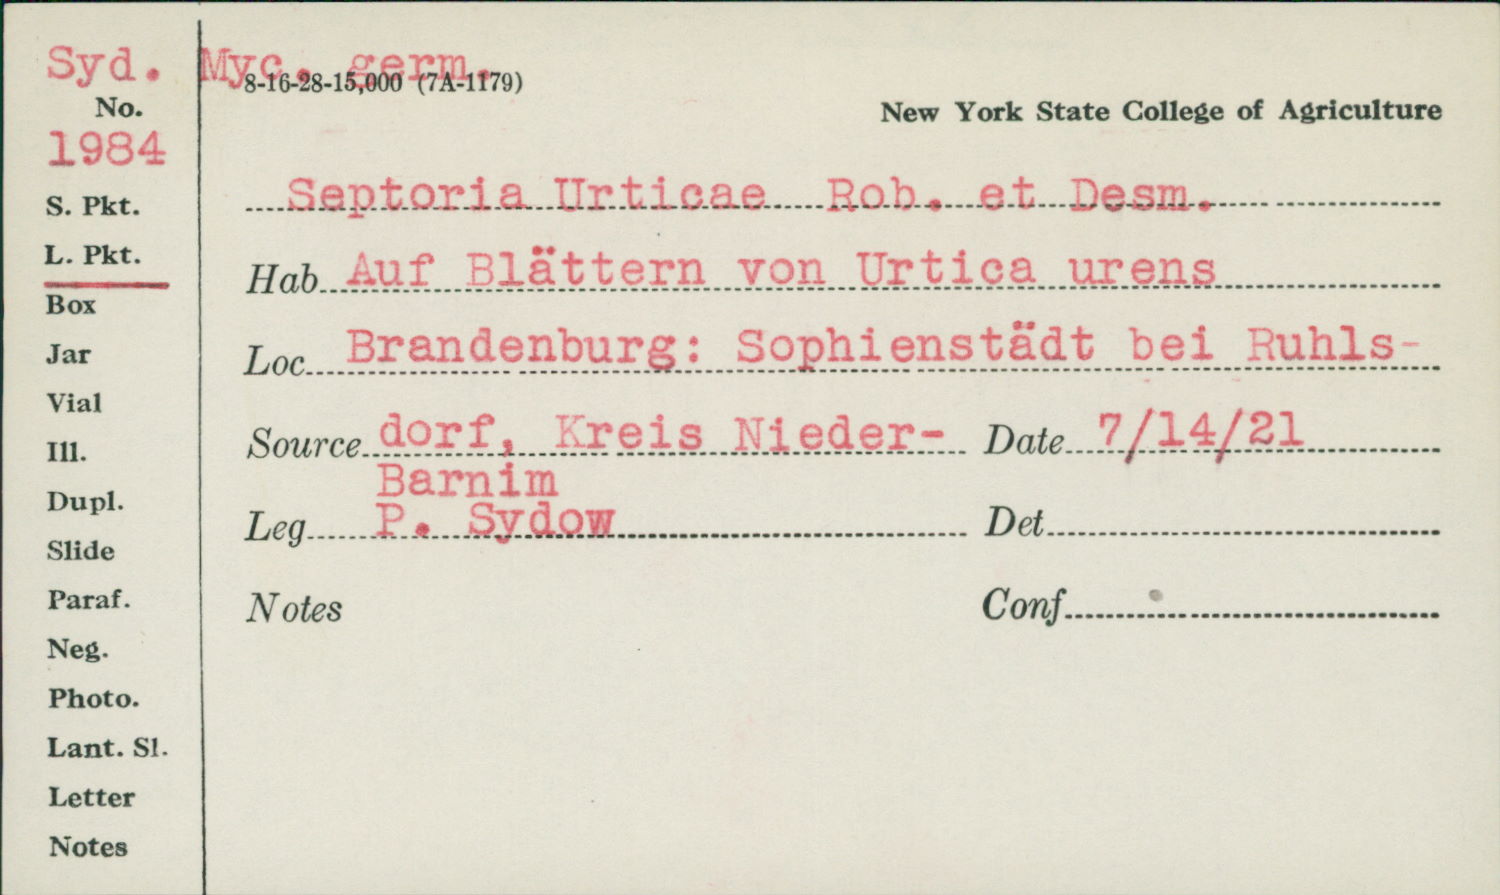 Syd. Myc. germ.
8-16-28-15,000 (7A-1179)
No.
New York State College of Agriculture
1984
Septoria Urticae Rob. et Desm.
S. Pkt.
L. Pkt.
Hab. Auf Blättern von Urtica urens
Box
Loc. Brandenburg: Sophienstädt bei Ruhls-
Jar
Vial
Source dorf, Kreis Nieder- Date 7/14/21
Barnim
Ill.
Dupl.
Leg. P. Sydow Det
Slide
Paraf.
Notes Conf.
Neg.
Photo.
Lant. Sl.
Letter
Notes